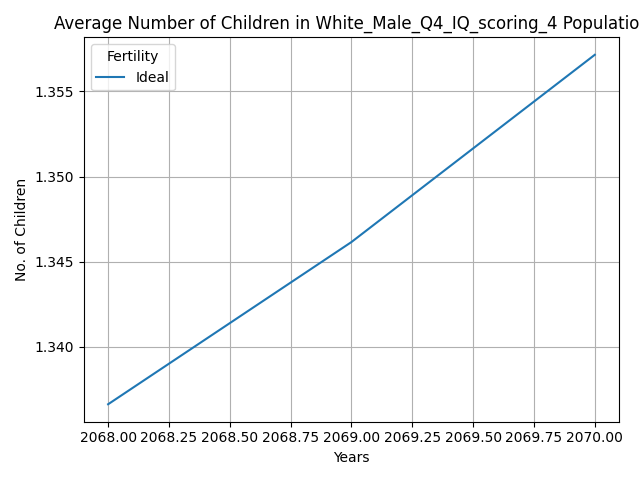 Average Number of Children in White_Male_Q4_IQ_scoring_4 Populatio
Fertility
Ideal
1.355
1.350
1.345
1.340
No. of Children
2068.00 2068.25 2068.50 2068.75 2069.00 2069.25 2069.50 2069.75 2070.00
Years